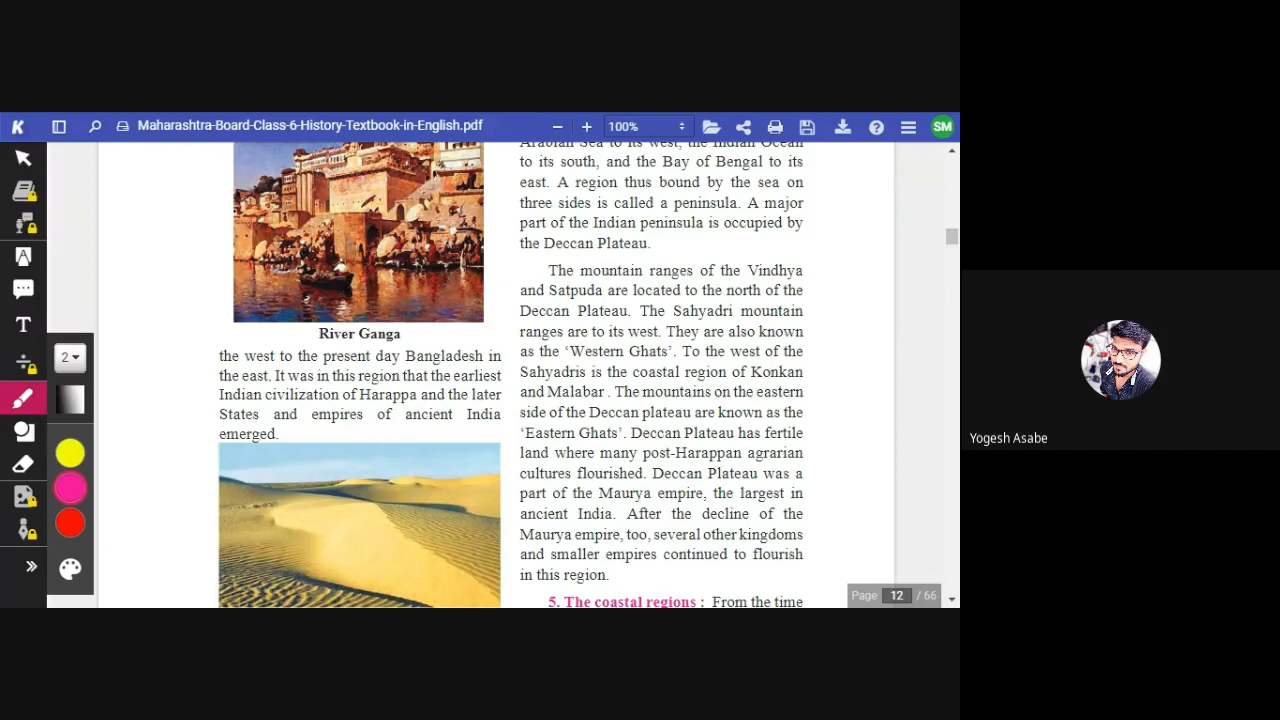 K
Maharashtra-Board-Class-6-History-Textbook-in-English.pdf
100%
SM
T
2
River Ganga
the west to the present day Bangladesh in
the east. It was in this region that the earliest
Indian civilization of Harappa and the later
States and empires of ancient India
emerged.
Arabian Sea to its west, the Indian Ocean
to its south, and the Bay of Bengal to its
east. A region thus bound by the sea on
three sides is called a peninsula. A major
part of the Indian peninsula is occupied by
the Deccan Plateau.
The mountain ranges of the Vindhya
and Satpuda are located to the north of the
Deccan Plateau. The Sahyadri mountain
ranges are to its west. They are also known
as the ‘Western Ghats’. To the west of the
Sahyadris is the coastal region of Konkan
and Malabar . The mountains on the eastern
side of the Deccan plateau are known as the
‘Eastern Ghats’. Deccan Plateau has fertile
land where many post-Harappan agrarian
cultures flourished. Deccan Plateau was a
part of the Maurya empire, the largest in
ancient India. After the decline of the
Maurya empire, too, several other kingdoms
and smaller empires continued to flourish
in this region.
5. The coastal regions : From the time
Page 12 / 66
Yogesh Asabe